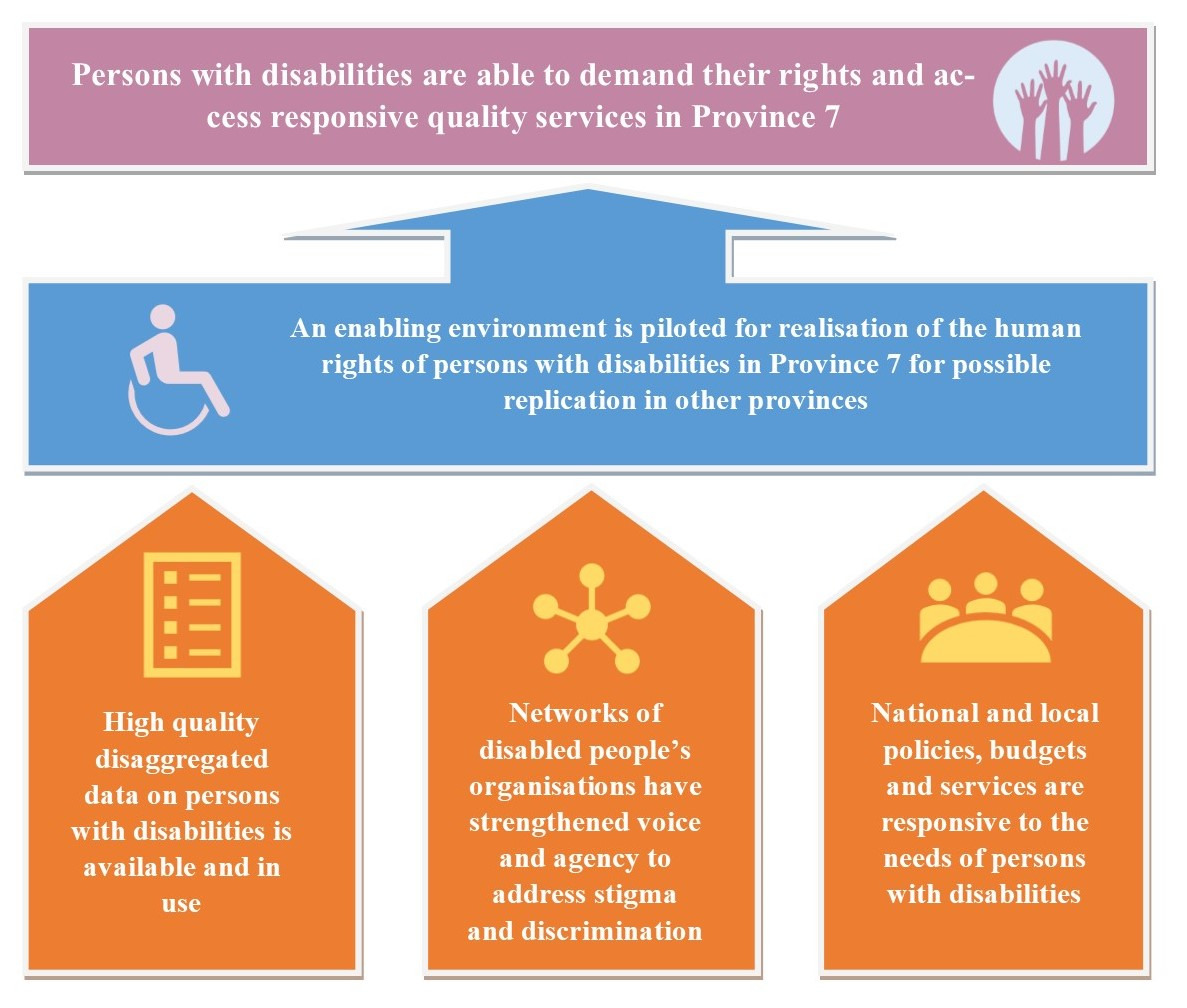 Persons with disabilities are able to demand their rights and ac-
cess responsive quality services in Province 7
An enabling environment is piloted for realisation of the human
rights of persons with disabilities in Province 7 for possible
replication in other provinces
High quality
disaggregated
data on persons
with disabilities is
available and in
use
Networks of
disabled people’s
organisations have
strengthened voice
and agency to
address stigma
and discrimination
National and local
policies, budgets
and services are
responsive to the
needs of persons
with disabilities